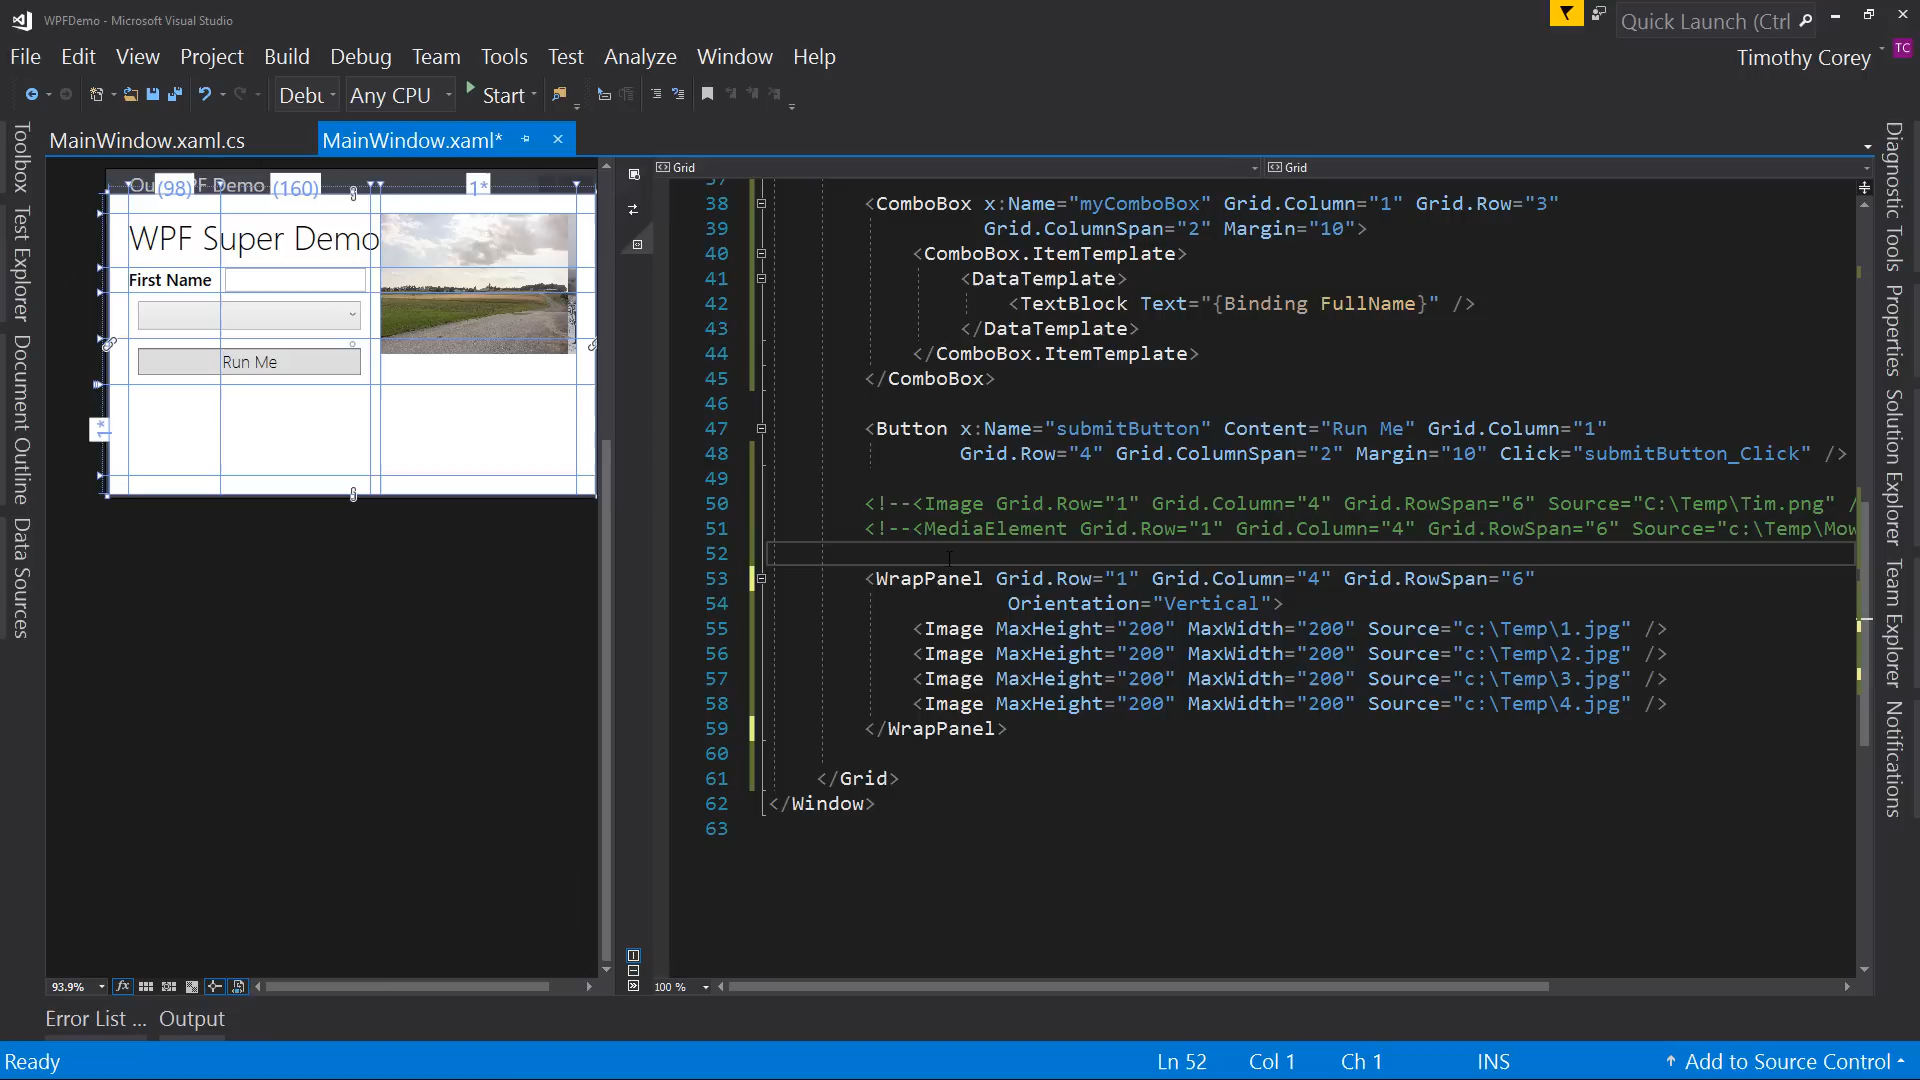 WPFDemo - Microsoft Visual Studio
Quick Launch (Ctrl
File Edit View Project Build Debug Team Tools Test Analyze Window Help
Timothy Corey
TC
Any CPU
Start
MainWindow.xaml.cs
MainWindow.xaml*
Toolbox
Test Explorer
Document Outline
Data Sources
Demo
(98)
(160)
1*
WPF Super Demo
First Name
Run Me
1*
93.9%
Grid
Grid
38 <ComboBox x:Name="myComboBox" Grid.Column="1" Grid.Row="3"
39 Grid.ColumnSpan="2" Margin="10">
40 <ComboBox.ItemTemplate>
41 <DataTemplate>
42 <TextBlock Text="{Binding FullName}" />
43 </DataTemplate>
44 </ComboBox.ItemTemplate>
45 </ComboBox>
46
47 <Button x:Name="submitButton" Content="Run Me" Grid.Column="1"
48 Grid.Row="4" Grid.ColumnSpan="2" Margin="10" Click="submitButton_Click" />
49
50 <!--<Image Grid.Row="1" Grid.Column="4" Grid.RowSpan="6" Source="C:\Temp\Tim.png" /
51 <!--<MediaElement Grid.Row="1" Grid.Column="4" Grid.RowSpan="6" Source="c:\Temp\Mow
52
53 <WrapPanel Grid.Row="1" Grid.Column="4" Grid.RowSpan="6"
54 Orientation="Vertical">
55 <Image MaxHeight="200" MaxWidth="200" Source="c:\Temp\1.jpg" />
56 <Image MaxHeight="200" MaxWidth="200" Source="c:\Temp\2.jpg" />
57 <Image MaxHeight="200" MaxWidth="200" Source="c:\Temp\3.jpg" />
58 <Image MaxHeight="200" MaxWidth="200" Source="c:\Temp\4.jpg" />
59 </WrapPanel>
60
61 </Grid>
62 </Window>
63
100 %
Diagnostic Tools
Properties
Solution Explorer
Team Explorer
Notifications
Error List ...
Output
Ready
Ln 52
Col 1
Ch 1
INS
Add to Source Control